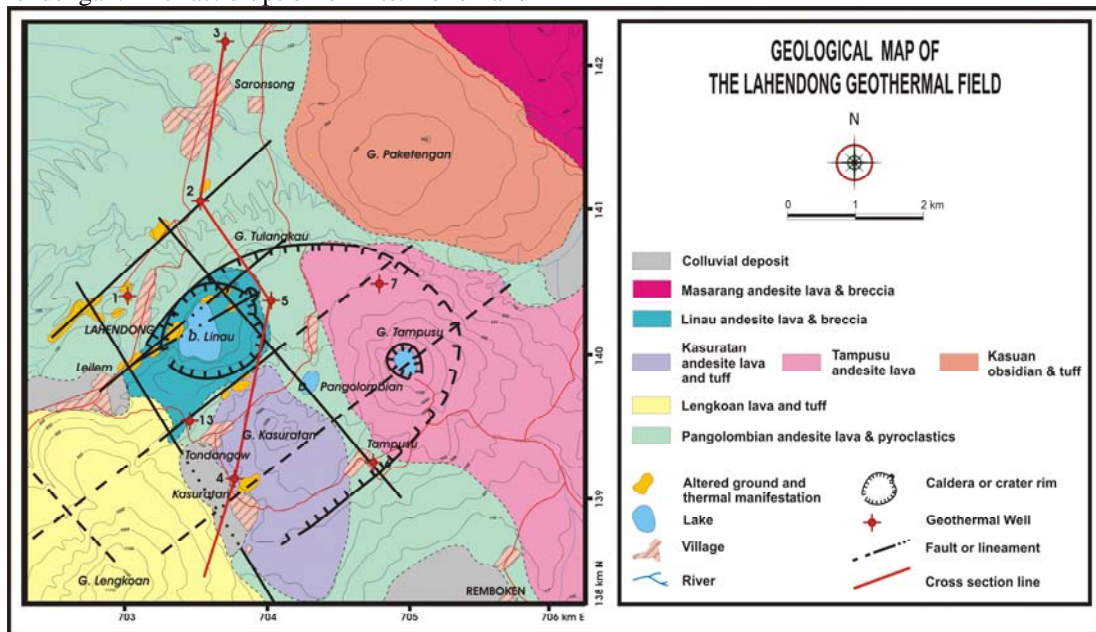 last eruption of
3
Saronsong
G. Paketengan
2
G. Tulangkau
1
5
7
LAHENDONG
D. Linau
G. Tampusu
Leilem
D. Pangolombian
13
G. Kasuratan
Tondangow
Tampusu
4
Kasuratan
G. Lengkoan
REMBOKEN
142
141
140
139
138 km N
703
704
705
706 km E
GEOLOGICAL MAP OF
THE LAHENDONG GEOTHERMAL FIELD
N
0 1 2 km
Colluvial deposit
Masarang andesite lava & breccia
Linau andesite lava & breccia
Kasuratan
andesite lava
and tuff
Tampusu
andesite lava
Kasuan
obsidian & tuff
Lengkoan lava and tuff
Pangolombian andesite lava & pyroclastics
Altered ground and
thermal manifestation
Lake
Village
River
Caldera or crater rim
Geothermal Well
Fault or lineament
Cross section line